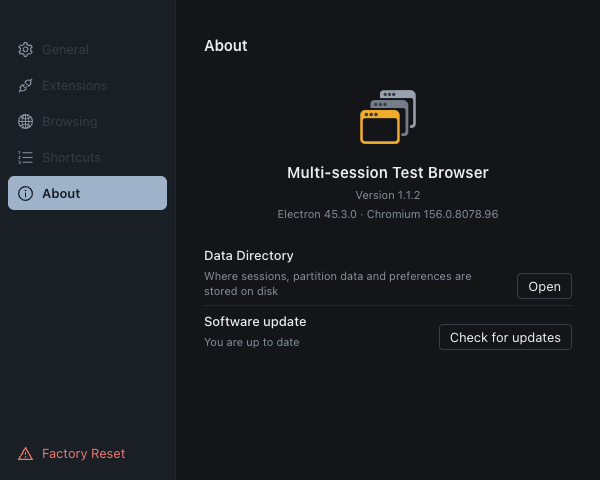 General
Extensions
Browsing
Shortcuts
About
Factory Reset
About
Multi-session Test Browser
Version 1.1.2
Electron 45.3.0 · Chromium 156.0.8078.96
Data Directory
Where sessions, partition data and preferences are
stored on disk
Open
Software update
You are up to date
Check for updates